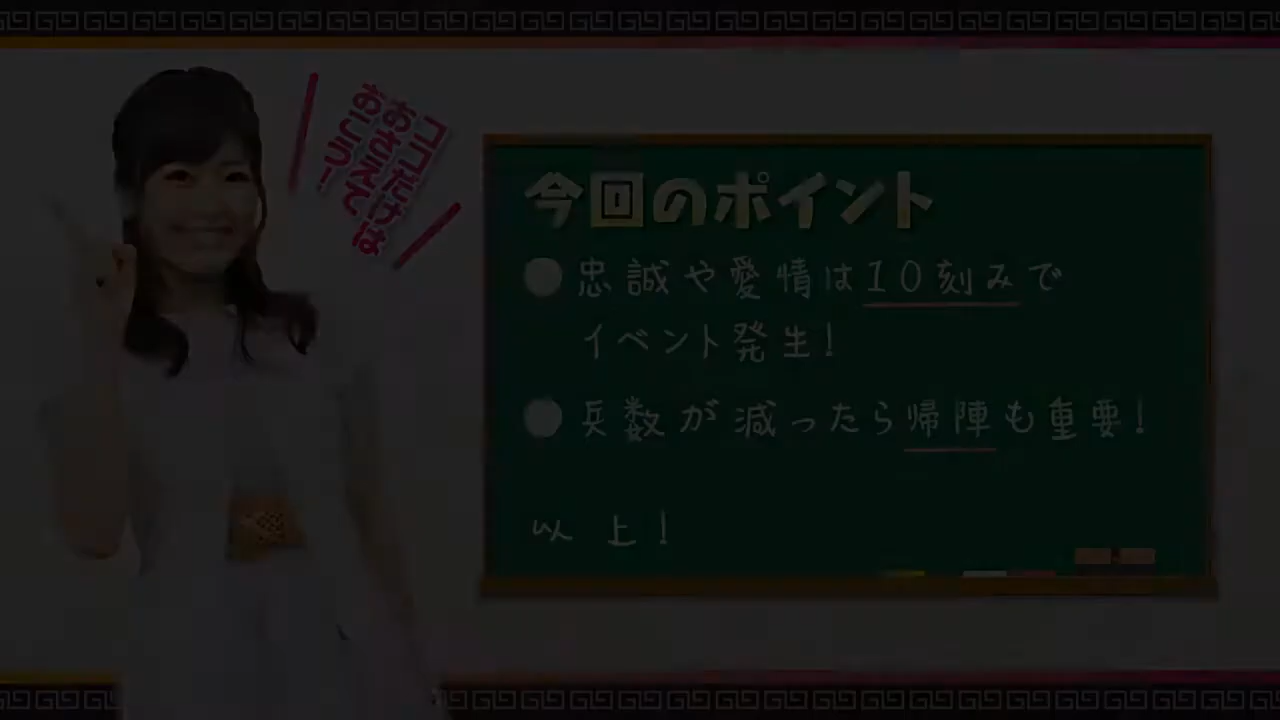 ココだけは
おさえて
おこう！
今回のポイント
●忠誠や愛情は10刻みで
イベント発生！
●兵数が減ったら帰陣も重要！
以上！